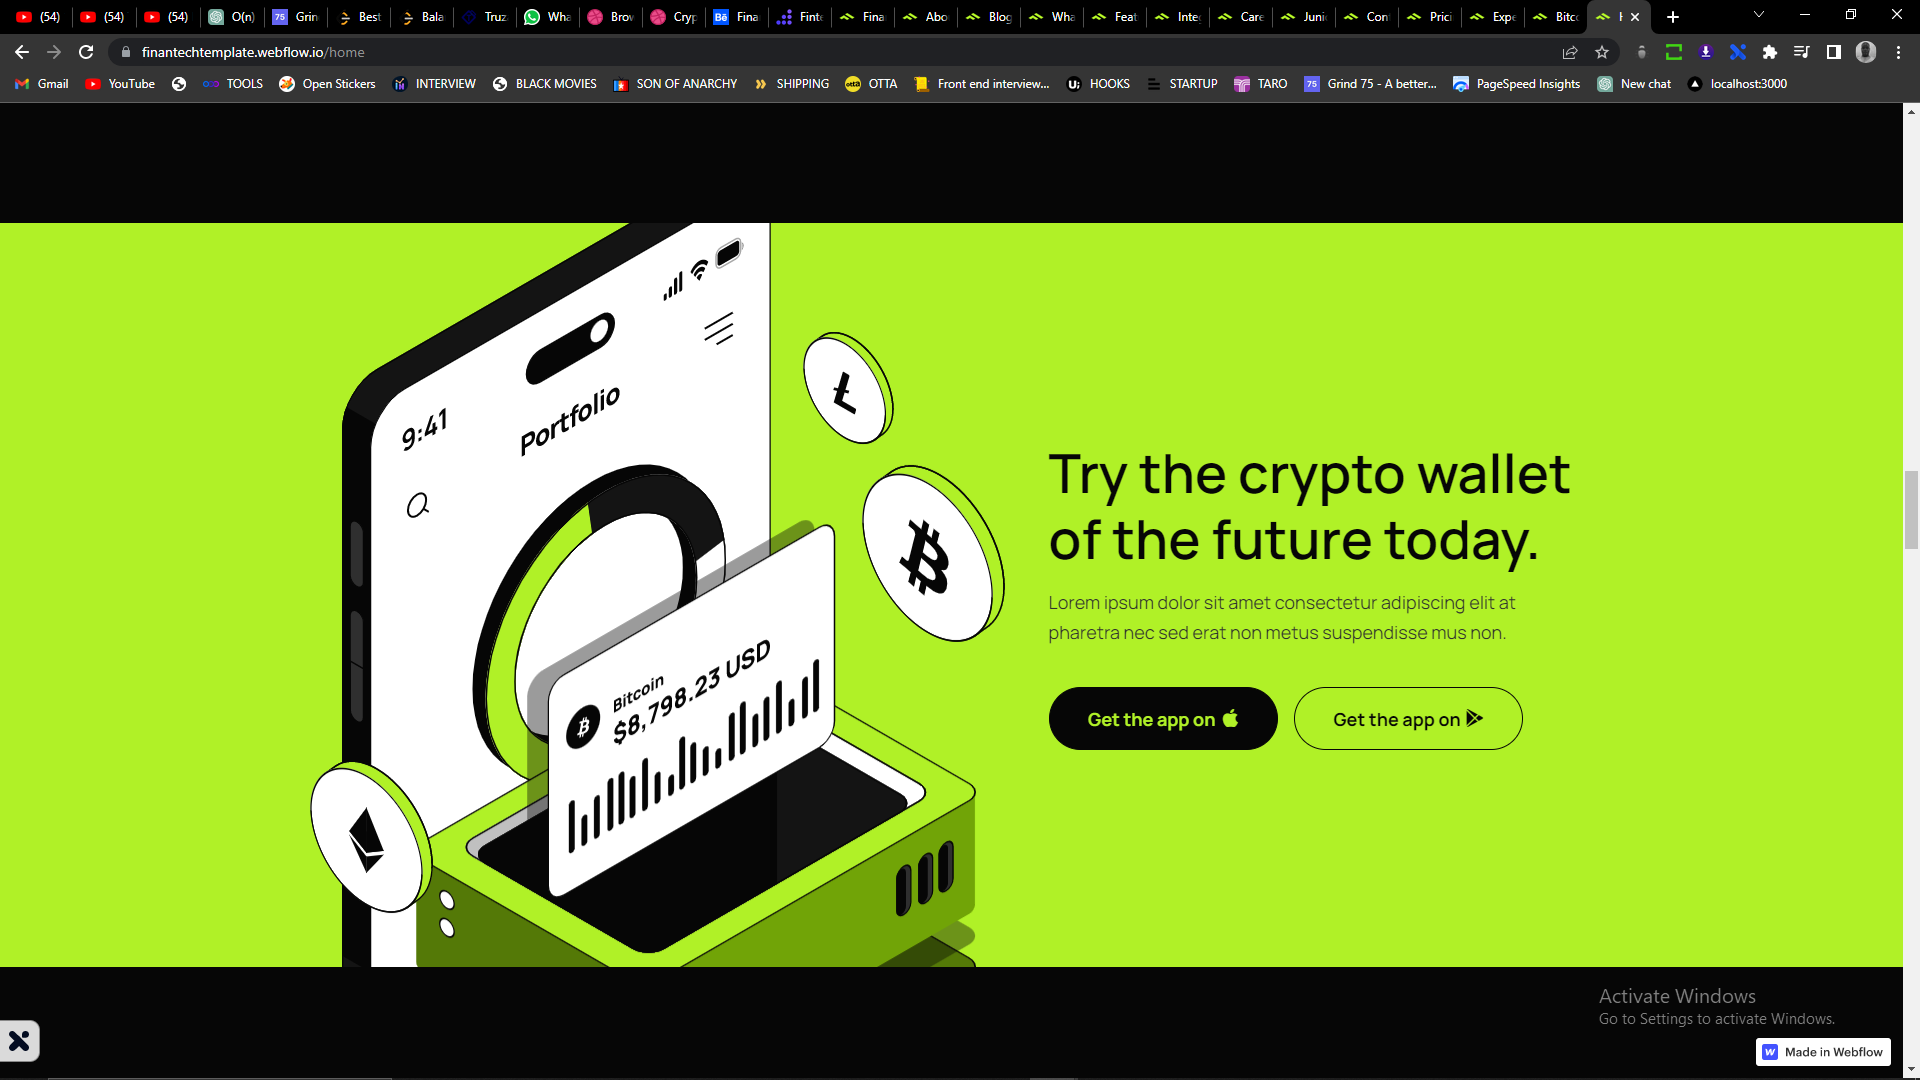 (54)
(54)
(54)
O(n)
Grin
Best
Bala
Truz
Wha
Brow
Cryp
Fina
Finte
Fina
Abo
Blog
Wha
Feat
Inte
Care
Juni
Con
Prici
Expe
Bitc
finantechtemplate.webflow.io/home
Gmail
YouTube
TOOLS
Open Stickers
INTERVIEW
BLACK MOVIES
SON OF ANARCHY
SHIPPING
OTTA
Front end interview...
HOOKS
STARTUP
TARO
Grind 75 - A better...
PageSpeed Insights
New chat
localhost:3000
9:41
Portfolio
Bitcoin
$8,798.23 USD
Try the crypto wallet
of the future today.
Lorem ipsum dolor sit amet consectetur adipiscing elit at
pharetra nec sed erat non metus suspendisse mus non.
Get the app on
Get the app on
Activate Windows
Go to Settings to activate Windows.
Made in Webflow